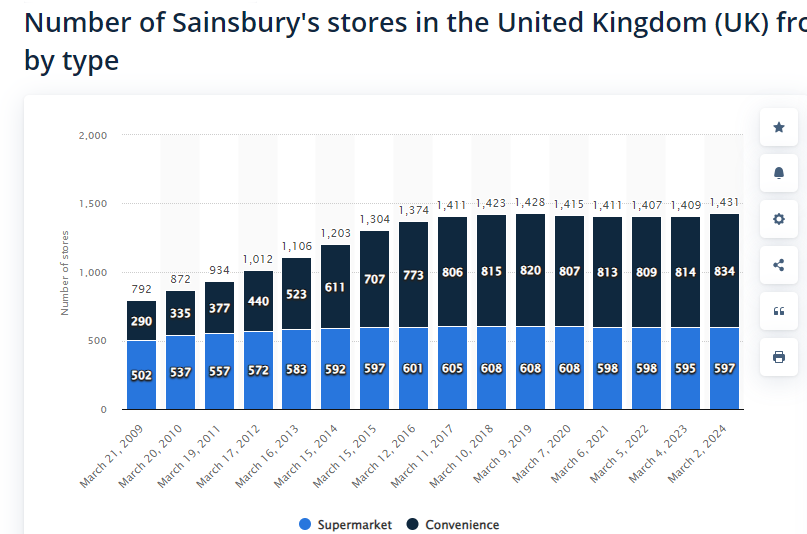 Number of Sainsbury's stores in the United Kingdom (UK) fro
by type
2,000
1,500
1,000
500
0
Number of stores
792 872 934 1,012 1,106 1,203 1,304 1,374 1,411 1,423 1,428 1,415 1,411 1,407 1,409 1,431
290 335 377 440 523 611 707 773 806 815 820 807 813 809 814 834
502 537 557 572 583 592 597 601 605 608 608 608 598 598 595 597
March 21, 2009
March 20, 2010
March 19, 2011
March 17, 2012
March 16, 2013
March 15, 2014
March 15, 2015
March 12, 2016
March 11, 2017
March 10, 2018
March 9, 2019
March 7, 2020
March 6, 2021
March 5, 2022
March 4, 2023
March 2, 2024
Supermarket Convenience